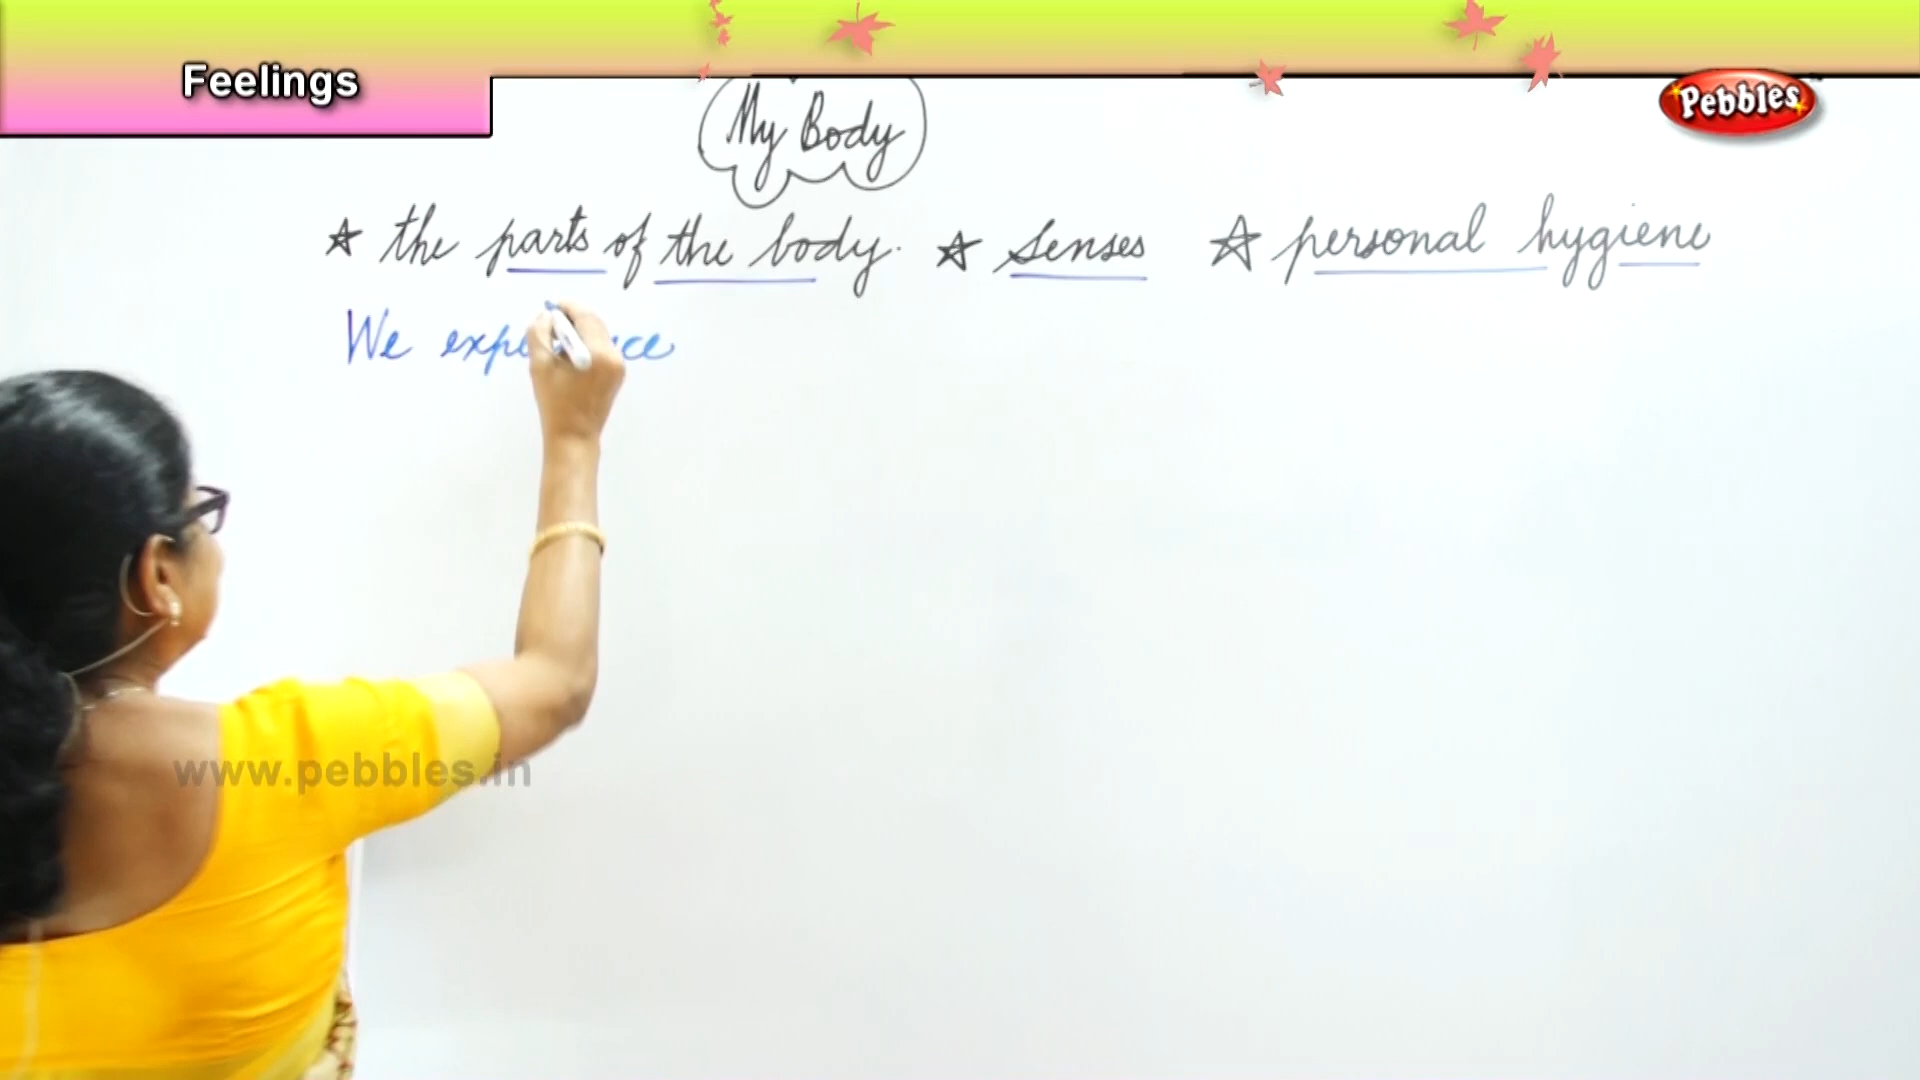 Feelings
Pebbles
My Body
☆ the parts of the body. ☆ senses ☆ personal hygiene
We
www.pebbles.in